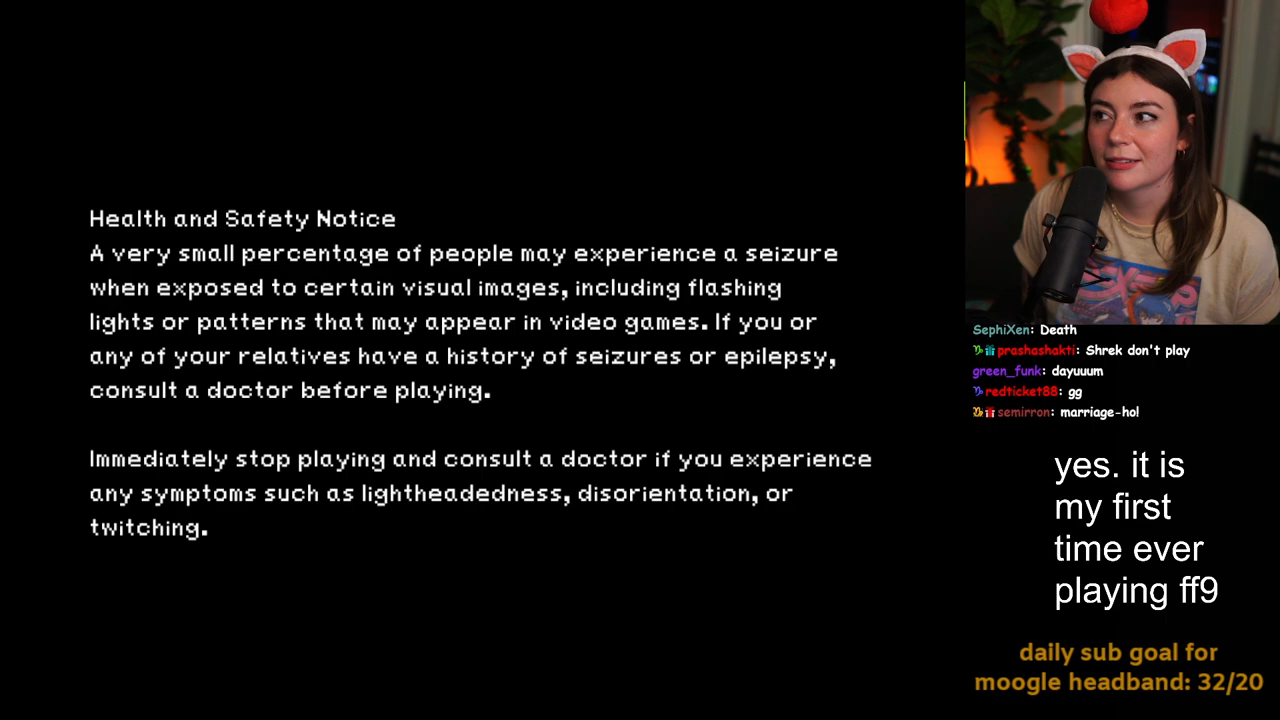 Health and Safety Notice
A very small percentage of people may experience a seizure
when exposed to certain visual images, including flashing
lights or patterns that may appear in video games. If you or
any of your relatives have a history of seizures or epilepsy,
consult a doctor before playing.
Immediately stop playing and consult a doctor if you experience
any symptoms such as lightheadedness, disorientation, or
twitching.
SephiXen: Death
prashashakti: Shrek don't play
green_funk: dayuuum
redticket88: gg
semirron: marriage-ho!
yes. it is
my first
time ever
playing ff9
daily sub goal for
moogle headband: 32/20